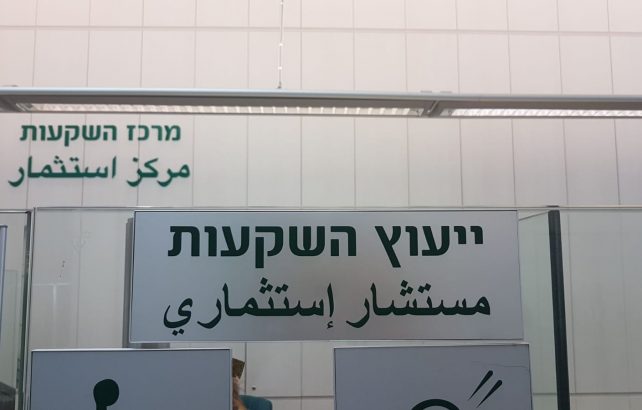 מרכז השקעות
مركز استثمار
ייעוץ השקעות
مستشار إستثماري